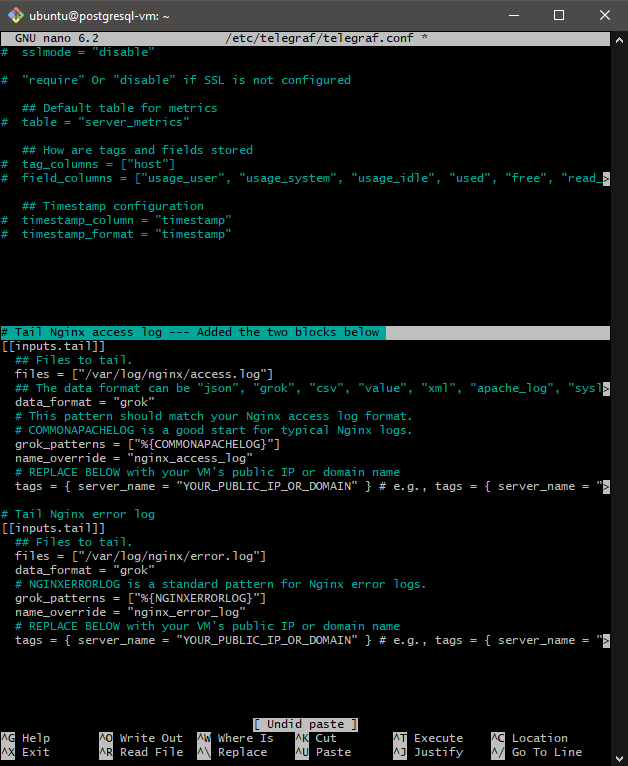 ubuntu@postgresql-vm: ~
GNU nano 6.2 /etc/telegraf/telegraf.conf *
#  sslmode = "disable"
#  "require" Or "disable" if SSL is not configured
## Default table for metrics
#  table = "server_metrics"
## How are tags and fields stored
#  tag_columns = ["host"]
#  field_columns = ["usage_user", "usage_system", "usage_idle", "used", "free", "read_>
## Timestamp configuration
#  timestamp_column = "timestamp"
#  timestamp_format = "timestamp"
# Tail Nginx access log --- Added the two blocks below
[[inputs.tail]]
## Files to tail.
files = ["/var/log/nginx/access.log"]
## The data format can be "json", "grok", "csv", "value", "xml", "apache_log", "sysl>
data_format = "grok"
# This pattern should match your Nginx access log format.
# COMMONAPACHELOG is a good start for typical Nginx logs.
grok_patterns = ["%{COMMONAPACHELOG}"]
name_override = "nginx_access_log"
# REPLACE BELOW with your VM's public IP or domain name
tags = { server_name = "YOUR_PUBLIC_IP_OR_DOMAIN" } # e.g., tags = { server_name = ">
# Tail Nginx error log
[[inputs.tail]]
## Files to tail.
files = ["/var/log/nginx/error.log"]
data_format = "grok"
# NGINXERRORLOG is a standard pattern for Nginx error logs.
grok_patterns = ["%{NGINXERRORLOG}"]
name_override = "nginx_error_log"
# REPLACE BELOW with your VM's public IP or domain name
tags = { server_name = "YOUR_PUBLIC_IP_OR_DOMAIN" } # e.g., tags = { server_name = ">
[ Undid paste ]
^G Help ^O Write Out ^W Where Is ^K Cut ^T Execute ^C Location
^X Exit ^R Read File ^\ Replace ^U Paste ^J Justify ^/ Go To Line